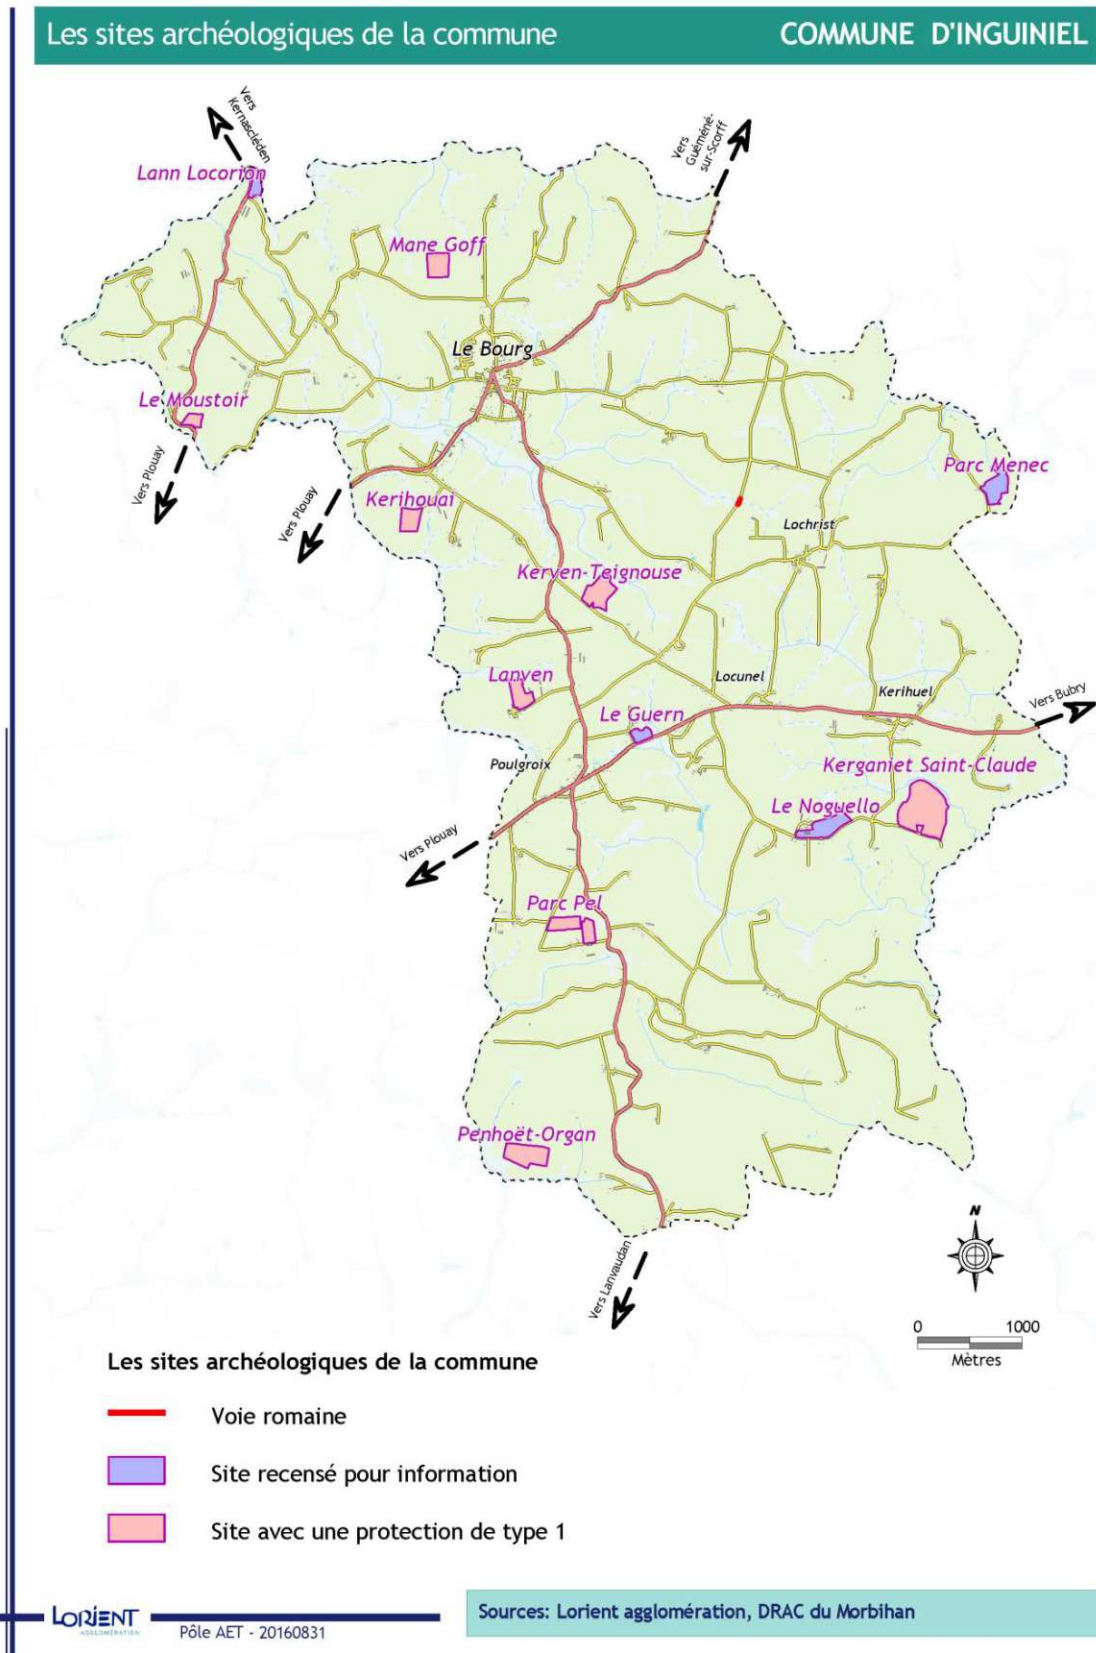 Les sites archéologiques de la commune
COMMUNE D'INGUINIEL
Vers
Kernascléden
Vers
Guéméné-
sur-Scorff
Lann Locorion
Mane Goff
Le Bourg
Le Moustoir
Vers Plouay
Parc Menec
Kerihouai
Vers Plouay
Lochrist
Kerven-Teignouse
Lanven
Locunel
Kerihuel
Vers Bubry
Le Guern
Poulgroix
Kerganiet Saint-Claude
Le Noguello
Vers Plouay
Parc Pel
Penhoët-Organ
N
Vers Lanvaudan
0 1000
Mètres
Les sites archéologiques de la commune
Voie romaine
Site recensé pour information
Site avec une protection de type 1
LORIENT
AGGLOMÉRATION
Pôle AET - 20160831
Sources: Lorient agglomération, DRAC du Morbihan